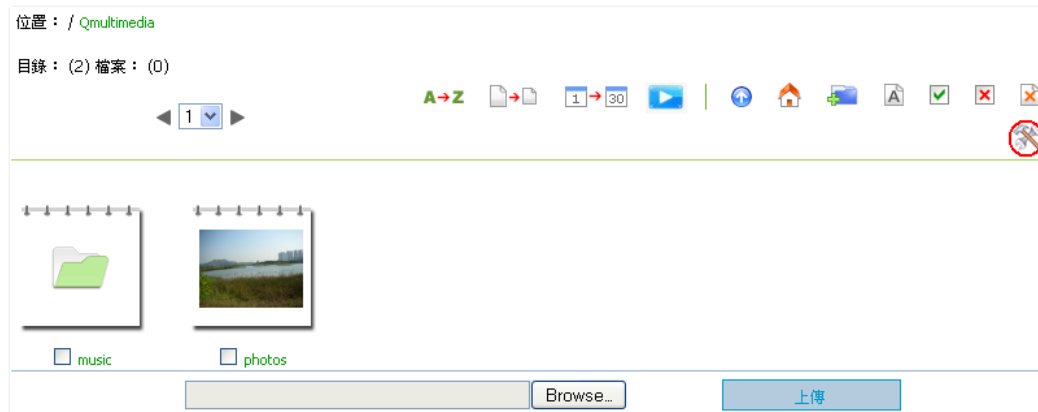 位置： / Qmultimedia
目錄： (2) 檔案： (0)
1
A→Z
1→30
A
music
photos
Browse...
上傳